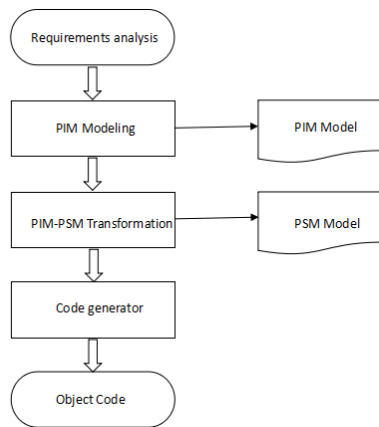 Requirements analysis
PIM Modeling
PIM Model
PIM-PSM Transformation
PSM Model
Code generator
Object Code